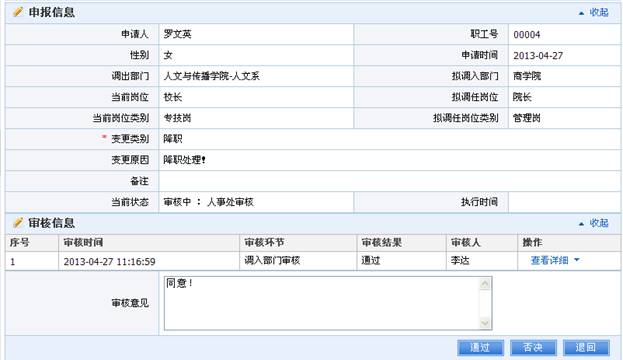 申报信息 收起
申请人 罗文英 职工号 00004
性别 女 申请时间 2013-04-27
调出部门 人文与传播学院-人文系 拟调入部门 商学院
当前岗位 校长 拟调任岗位 院长
当前岗位类别 专技岗 拟调任岗位类别 管理岗
* 变更类别 降职
变更原因 降职处理!
备注
当前状态 审核中 : 人事处审核 执行时间
审核信息 收起
序号 审核时间 审核环节 审核结果 审核人 操作
1 2013-04-27 11:16:59 调入部门审核 通过 李达 查看详细
审核意见 同意!
通过 否决 退回